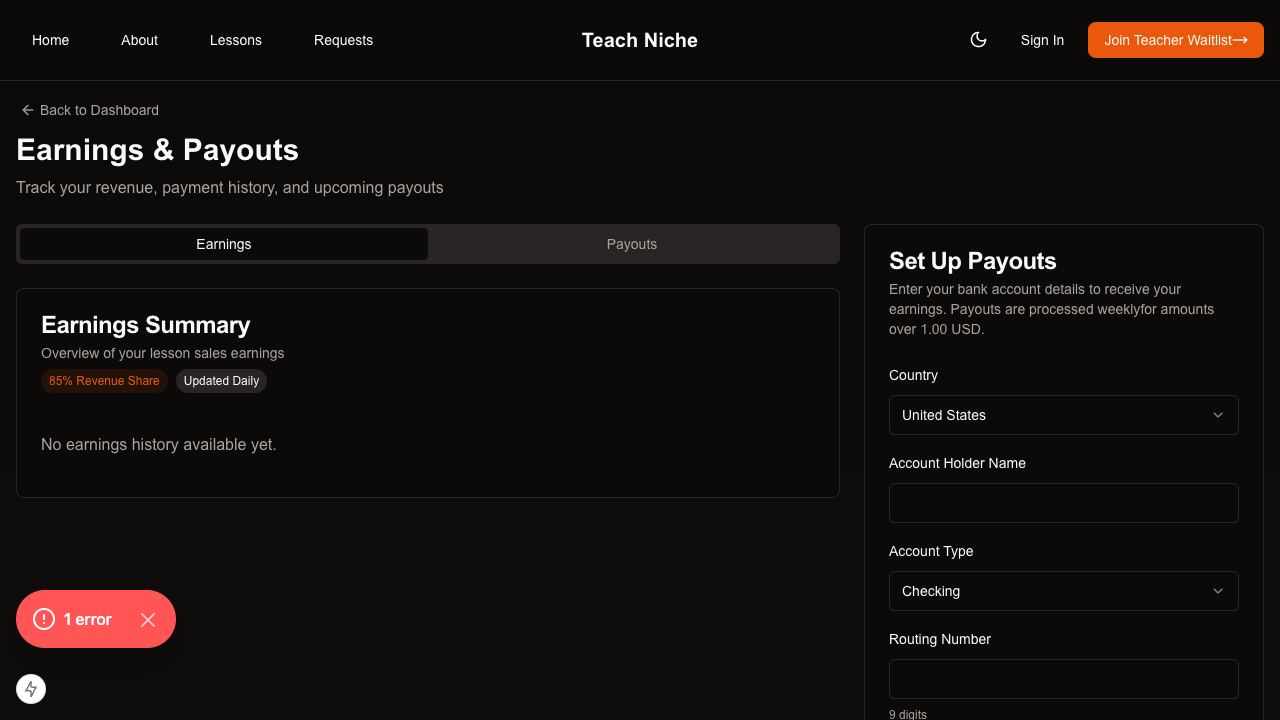 Home
About
Lessons
Requests
Teach Niche
Sign In
Join Teacher Waitlist
Back to Dashboard
Earnings & Payouts
Track your revenue, payment history, and upcoming payouts
Earnings
Payouts
Earnings Summary
Overview of your lesson sales earnings
85% Revenue Share
Updated Daily
No earnings history available yet.
Set Up Payouts
Enter your bank account details to receive your
earnings. Payouts are processed weeklyfor amounts
over 1.00 USD.
Country
United States
Account Holder Name
Account Type
Checking
Routing Number
9 digits
1 error